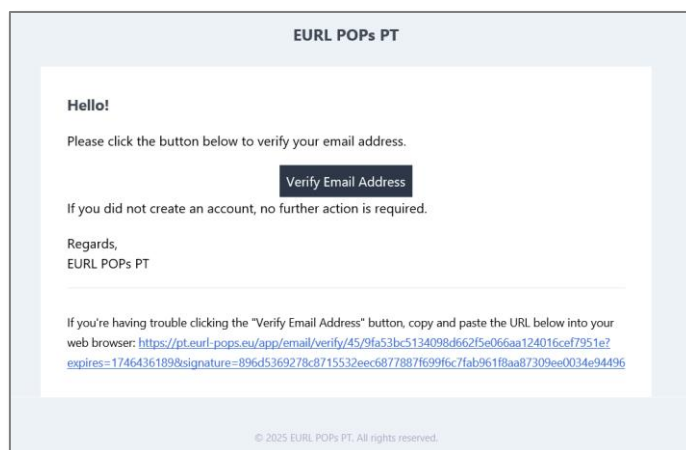 EURL POPs PT
Hello!
Please click the button below to verify your email address.
Verify Email Address
If you did not create an account, no further action is required.
Regards,
EURL POPs PT
If you're having trouble clicking the "Verify Email Address" button, copy and paste the URL below into your
web browser: https://pt.eurl-pops.eu/app/email/verify/45/9fa53bc5134098d662f5e066aa124016cef7951e?
expires=1746436189&signature=896d5369278c8715532eec6877887f699f6c7fab961f8aa87309ee0034e94496
© 2025 EURL POPs PT. All rights reserved.